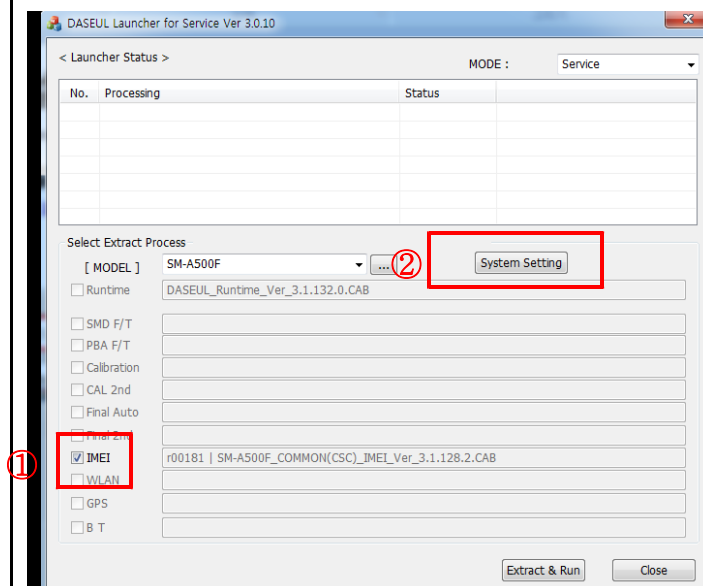 DASEUL Launcher for Service Ver 3.0.10
< Launcher Status >
MODE :
Service
No. Processing Status
Select Extract Process
[ MODEL ]
SM-A500F
...
②
System Setting
Runtime
DASEUL_Runtime_Ver_3.1.132.0.CAB
SMD F/T
PBA F/T
Calibration
CAL 2nd
Final Auto
Final 2nd
①
IMEI
r00181 | SM-A500F_COMMON(CSC)_IMEI_Ver_3.1.128.2.CAB
WLAN
GPS
B T
Extract & Run
Close